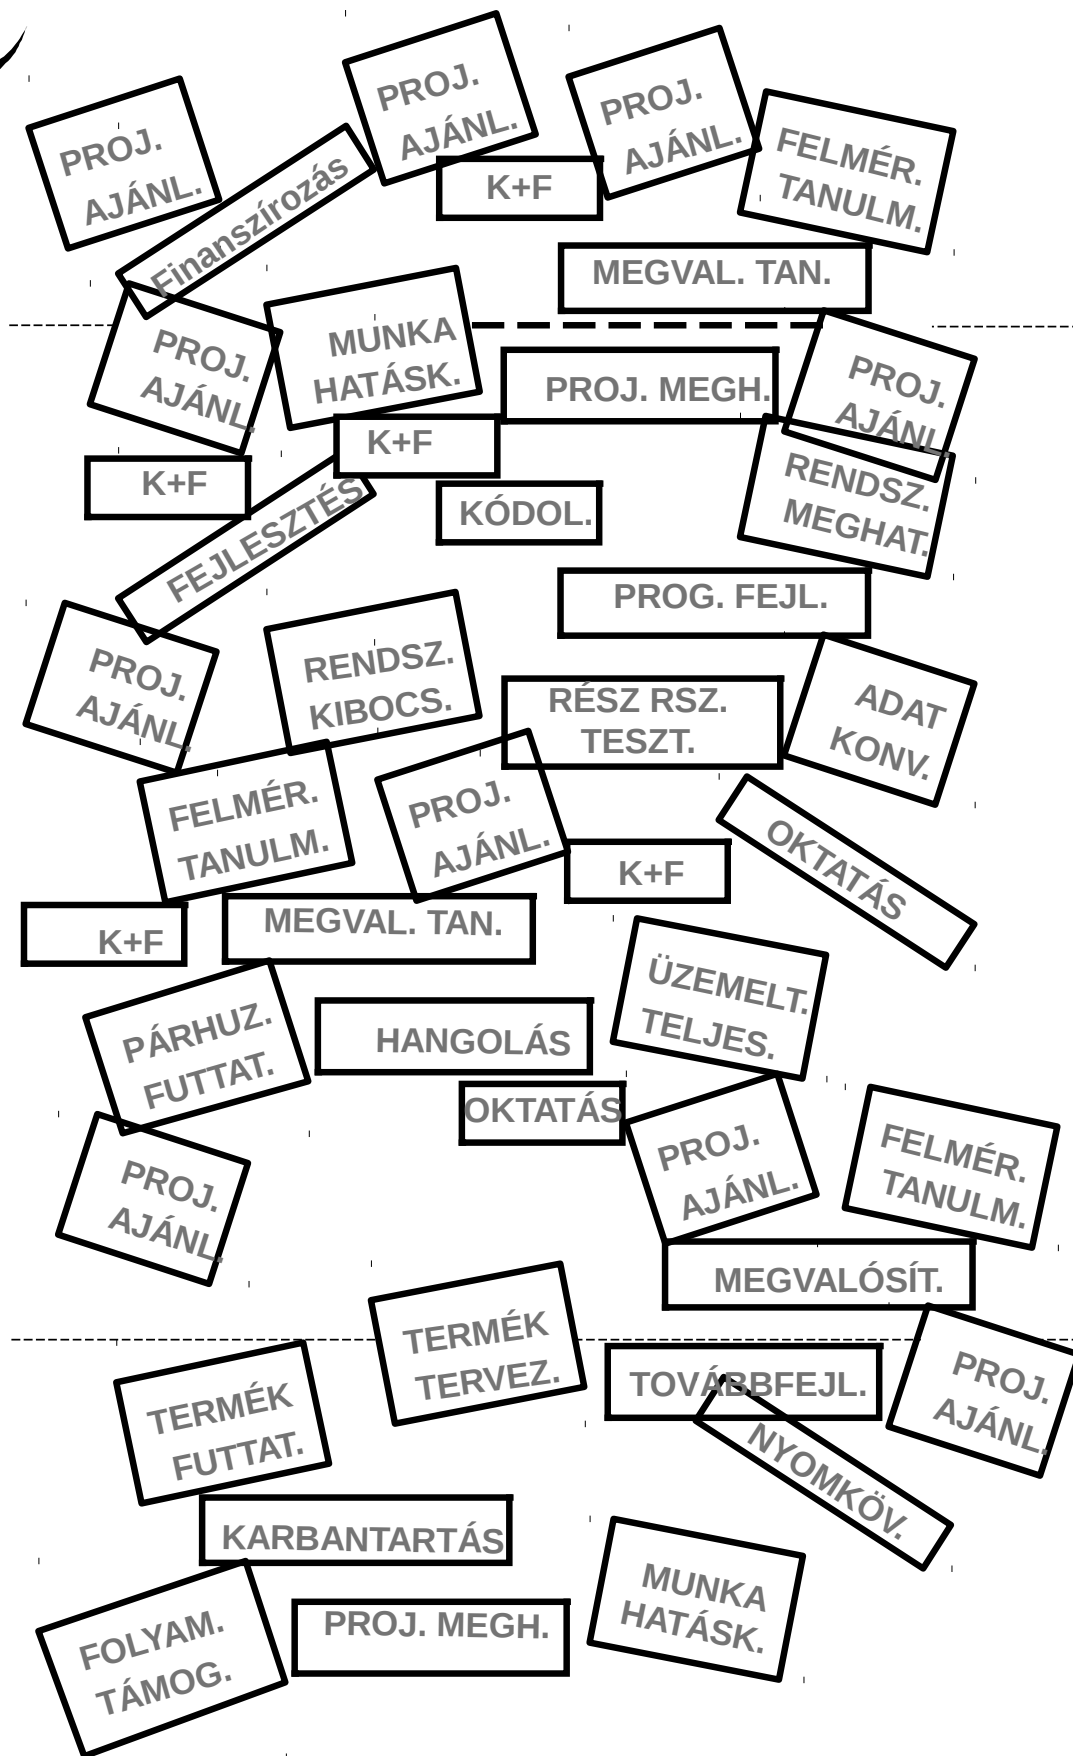 PROJ.
AJÁNL.
PROJ.
AJÁNL.
PROJ.
AJÁNL.
FELMÉR.
TANULM.
Finanszírozás
K+F
MEGVAL. TAN.
PROJ.
AJÁNL.
MUNKA
HATÁSK.
PROJ. MEGH.
PROJ.
AJÁNL.
K+F
K+F
FEJLESZTÉS
KÓDOL.
RENDSZ.
MEGHAT.
PROG. FEJL.
PROJ.
AJÁNL.
RENDSZ.
KIBOCS.
RÉSZ RSZ.
TESZT.
ADAT
KONV.
FELMÉR.
TANULM.
PROJ.
AJÁNL.
K+F
OKTATÁS
K+F
MEGVAL. TAN.
ÜZEMELT.
TELJES.
PÁRHUZ.
FUTTAT.
HANGOLÁS
OKTATÁS
PROJ.
AJÁNL.
PROJ.
AJÁNL.
FELMÉR.
TANULM.
MEGVALÓSÍT.
TERMÉK
TERVEZ.
TERMÉK
FUTTAT.
TOVÁBBFEJL.
PROJ.
AJÁNL.
NYOMKÖV.
KARBANTARTÁS
FOLYAM.
TÁMOG.
PROJ. MEGH.
MUNKA
HATÁSK.